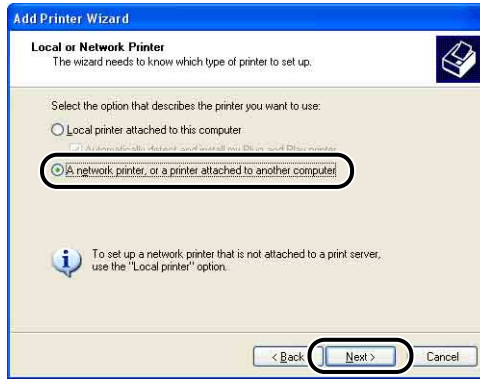 Add Printer Wizard
Local or Network Printer
The wizard needs to know which type of printer to set up.
Select the option that describes the printer you want to use:
Local printer attached to this computer
Automatically detect and install my Plug and Play printer
A network printer, or a printer attached to another computer
To set up a network printer that is not attached to a print server,
use the "Local printer" option.
< Back Next > Cancel